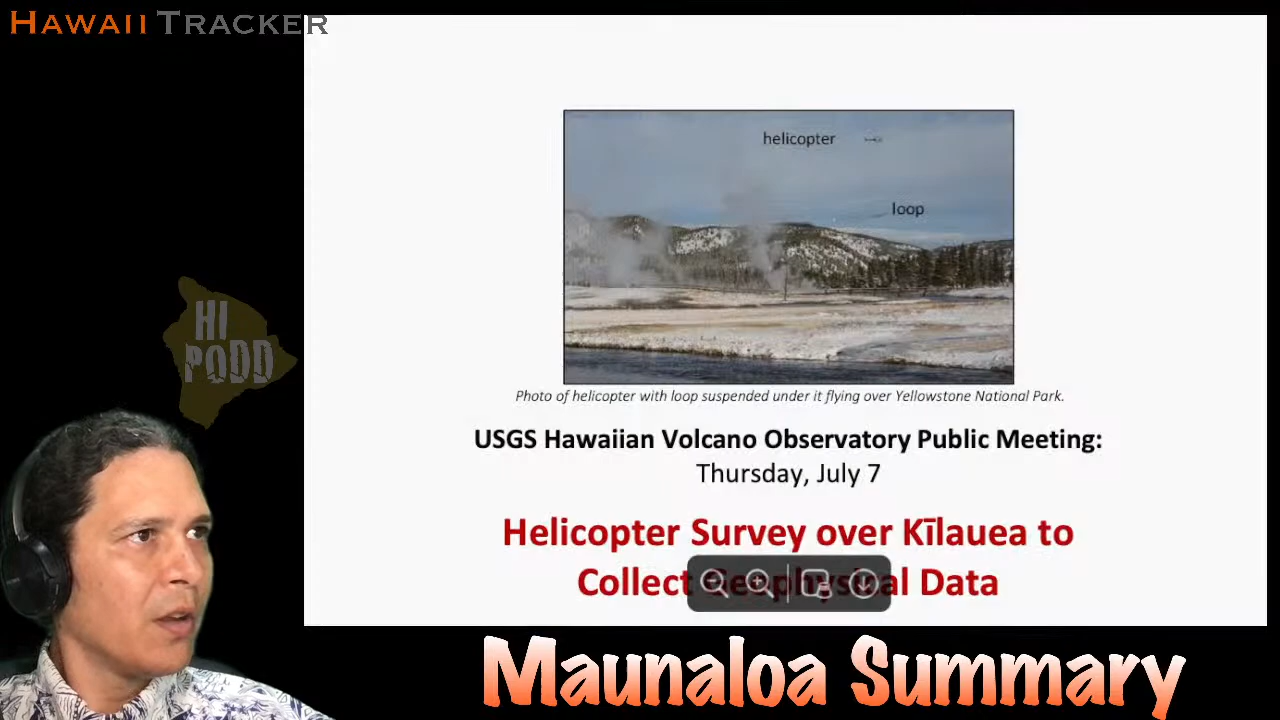 HAWAII TRACKER
helicopter
loop
HI
PODD
Photo of helicopter with loop suspended under it flying over Yellowstone National Park.
USGS Hawaiian Volcano Observatory Public Meeting:
Thursday, July 7
Helicopter Survey over Kīlauea to
Collect Geophysical Data
Maunaloa Summary